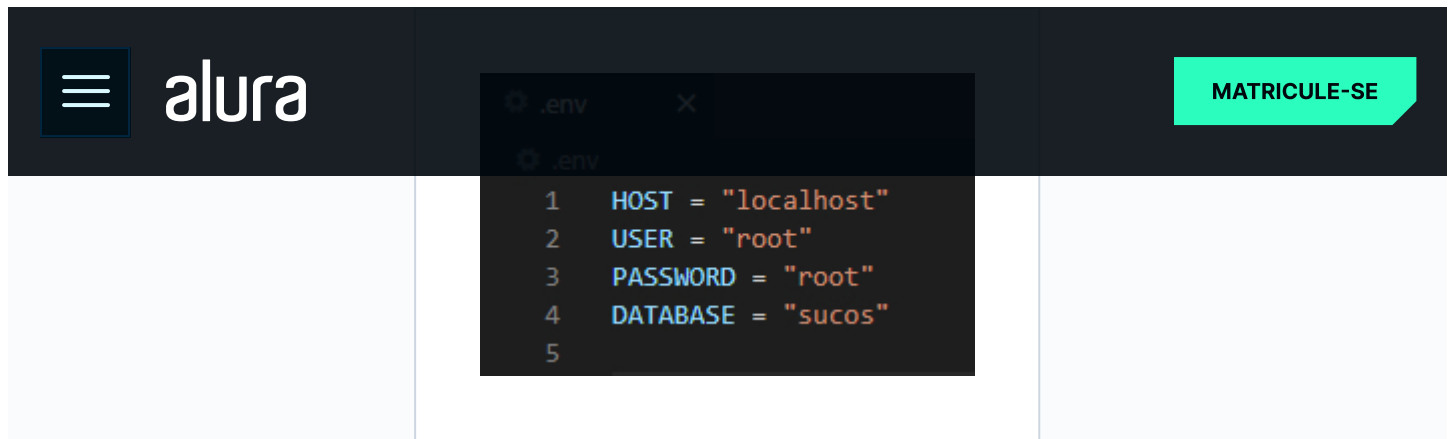 alura
MATRICULE-SE
.env
.env
1 HOST = "localhost"
2 USER = "root"
3 PASSWORD = "root"
4 DATABASE = "sucos"
5